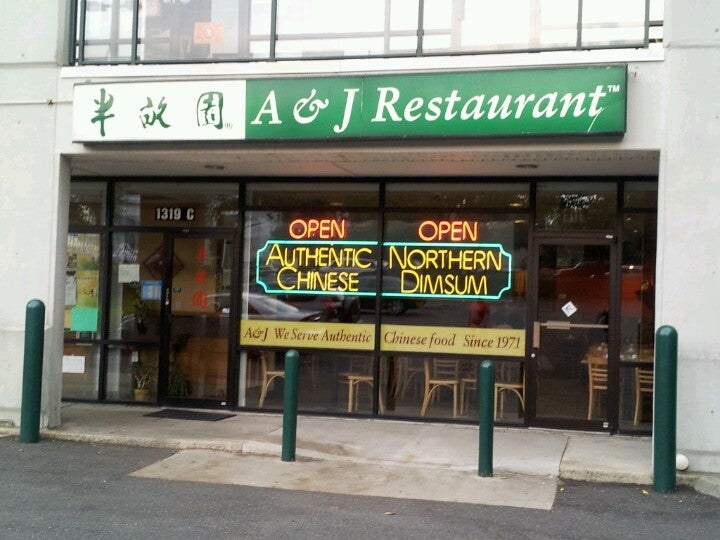 半畝園® A & J Restaurant™
1319 C
OPEN OPEN
AUTHENTIC NORTHERN
CHINESE DIMSUM
A&J We Serve Authentic Chinese food Since 1971